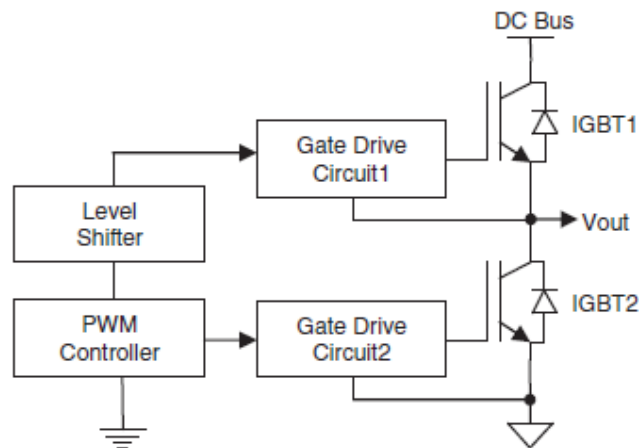 DC Bus
IGBT1
Gate Drive
Circuit1
Level
Shifter
Vout
IGBT2
PWM
Controller
Gate Drive
Circuit2